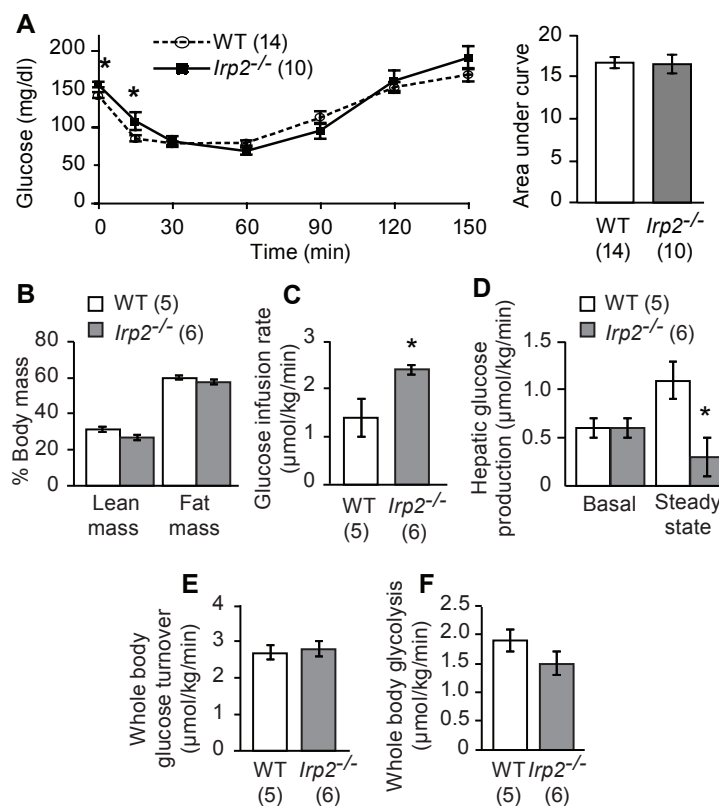 A
WT (14)
Irp2-/- (10)
Glucose (mg/dl)
200
150
100
50
0
* *
0 30 60 90 120 150
Time (min)
Area under curve
20
15
10
5
0
WT Irp2-/-
(14) (10)
B
WT (5)
Irp2-/- (6)
% Body mass
80
60
40
20
0
Lean Fat
mass mass
C
Glucose infusion rate
(µmol/kg/min)
3
2
1
*
WT Irp2-/-
(5) (6)
D
WT (5)
Irp2-/- (6)
Hepatic glucose
production (µmol/kg/min)
1.5
1.0
0.5
0
*
Basal Steady
state
E
Whole body
glucose turnover
(µmol/kg/min)
4
3
2
1
0
WT Irp2-/-
(5) (6)
F
Whole body glycolysis
(µmol/kg/min)
2.5
2.0
1.5
1.0
0.5
0
WT Irp2-/-
(5) (6)